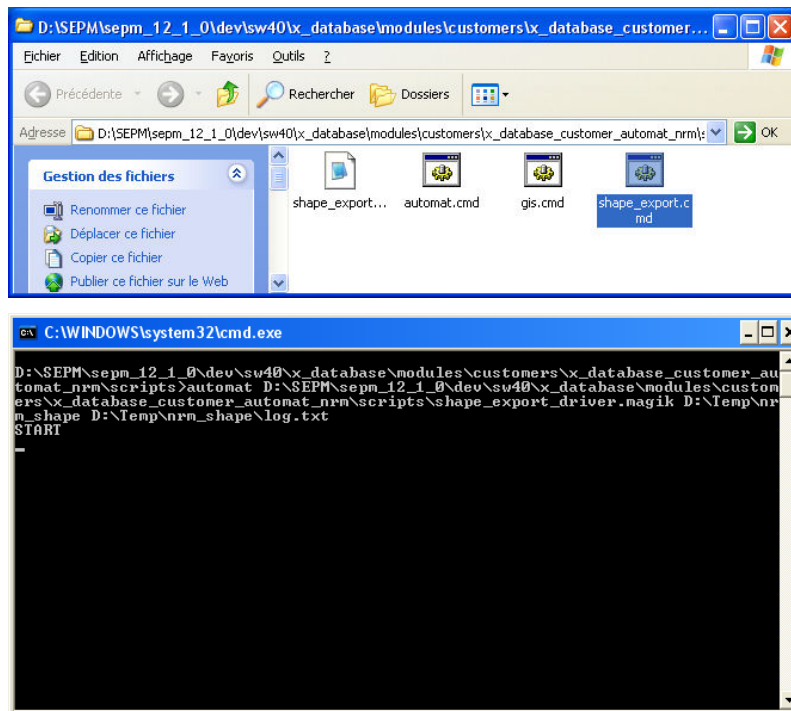 D:\SEPM\sepm_12_1_0\dev\sw40\x_database\modules\customers\x_database_customer...
Fichier Edition Affichage Favoris Outils ?
Précédente Rechercher Dossiers
Adresse D:\SEPM\sepm_12_1_0\dev\sw40\x_database\modules\customers\x_database_customer_automat_nrm\s OK
Gestion des fichiers
Renommer ce fichier
Déplacer ce fichier
Copier ce fichier
Publier ce fichier sur le Web
shape_export... automat.cmd gis.cmd shape_export.c
md
C:\WINDOWS\system32\cmd.exe
D:\SEPM\sepm_12_1_0\dev\sw40\x_database\modules\customers\x_database_customer_au
tomat_nrm\scripts>automat D:\SEPM\sepm_12_1_0\dev\sw40\x_database\modules\custom
ers\x_database_customer_automat_nrm\scripts\shape_export_driver.magik D:\Temp\nr
m_shape D:\Temp\nrm_shape\log.txt
START